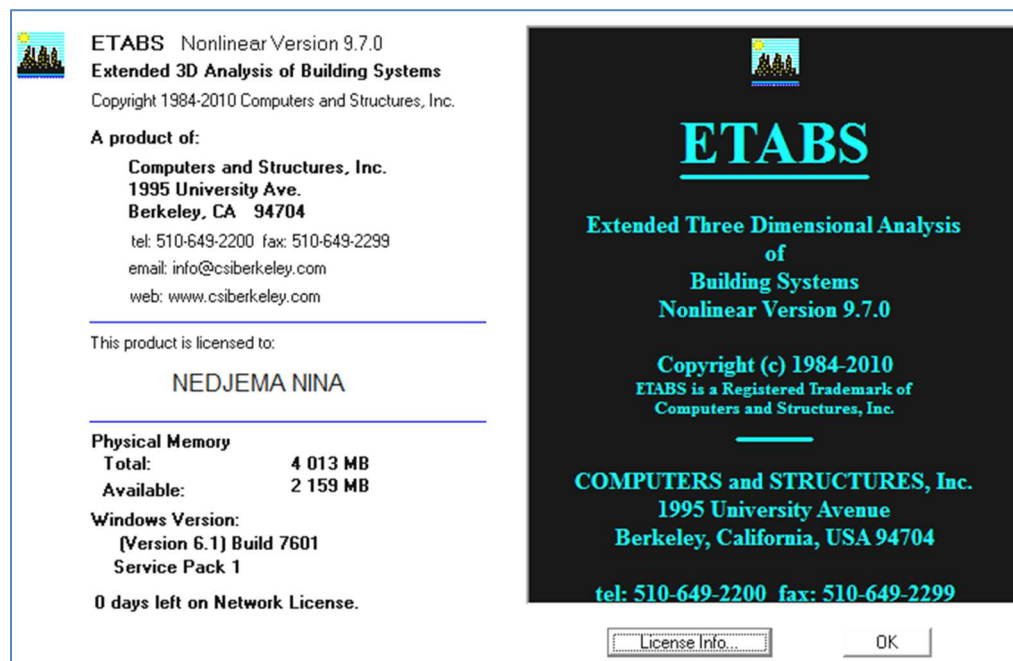 ETABS Nonlinear Version 9.7.0
Extended 3D Analysis of Building Systems
Copyright 1984-2010 Computers and Structures, Inc.
A product of:
Computers and Structures, Inc.
1995 University Ave.
Berkeley, CA 94704
tel: 510-649-2200 fax: 510-649-2299
email: info@csiberkeley.com
web: www.csiberkeley.com
This product is licensed to:
NEDJEMA NINA
Physical Memory
Total: 4 013 MB
Available: 2 159 MB
Windows Version:
(Version 6.1) Build 7601
Service Pack 1
0 days left on Network License.
ETABS
Extended Three Dimensional Analysis
of
Building Systems
Nonlinear Version 9.7.0
Copyright (c) 1984-2010
ETABS is a Registered Trademark of
Computers and Structures, Inc.
COMPUTERS and STRUCTURES, Inc.
1995 University Avenue
Berkeley, California, USA 94704
tel: 510-649-2200 fax: 510-649-2299
License Info...
OK